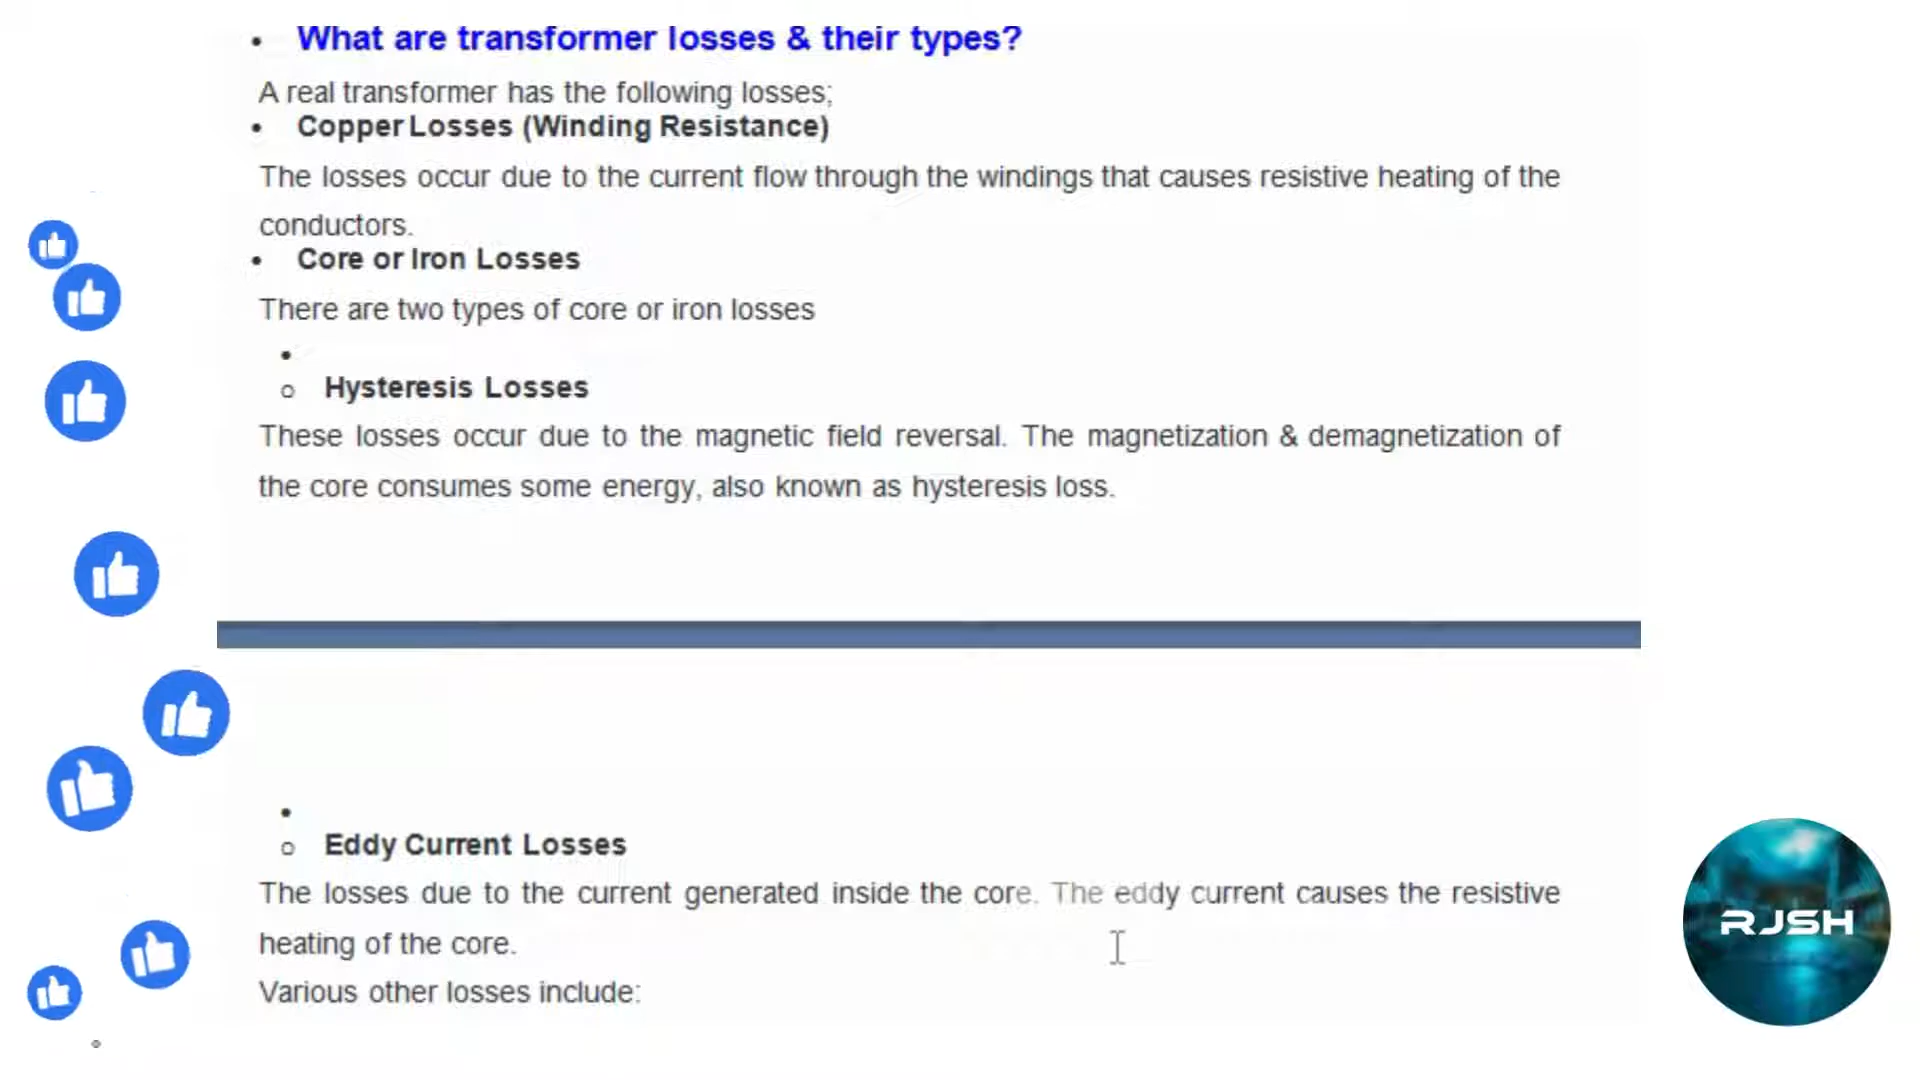 • What are transformer losses & their types?
A real transformer has the following losses;
• Copper Losses (Winding Resistance)
The losses occur due to the current flow through the windings that causes resistive heating of the
conductors.
• Core or Iron Losses
There are two types of core or iron losses
•
o Hysteresis Losses
These losses occur due to the magnetic field reversal. The magnetization & demagnetization of
the core consumes some energy, also known as hysteresis loss.
•
o Eddy Current Losses
The losses due to the current generated inside the core. The eddy current causes the resistive
heating of the core.
Various other losses include:
RJSH